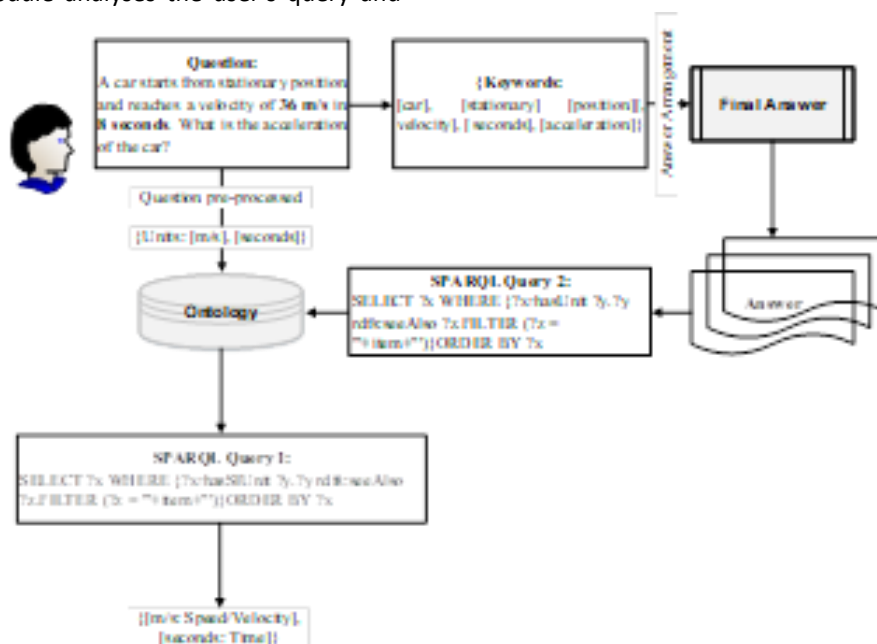 analyses the user's query and
Question:
A car starts from stationary position
and reaches a velocity of 36 m/s in
8 seconds. What is the acceleration
of the car?
{Keywords:
[car], [stationary] [position][,
velocity], [seconds], [acceleration]}
Answer Arrangement
Final Answer
Question pre-processed
{Units: [m/s], [seconds]}
Ontology
SPARQL Query 2:
SELECT ?x WHERE {?x:hasUnit ?y.?y
rdfs:seeAlso ?z.FILTER (?z =
"'+item+"')}ORDER BY ?x
Answer
SPARQL Query 1:
SELECT ?x WHERE {?x:hasSIUnit ?y.?y rdfs:seeAlso
?z.FILTER (?z = "'+item+"')}ORDER BY ?x
{[m/s: Speed/Velocity],
[seconds: Time]}